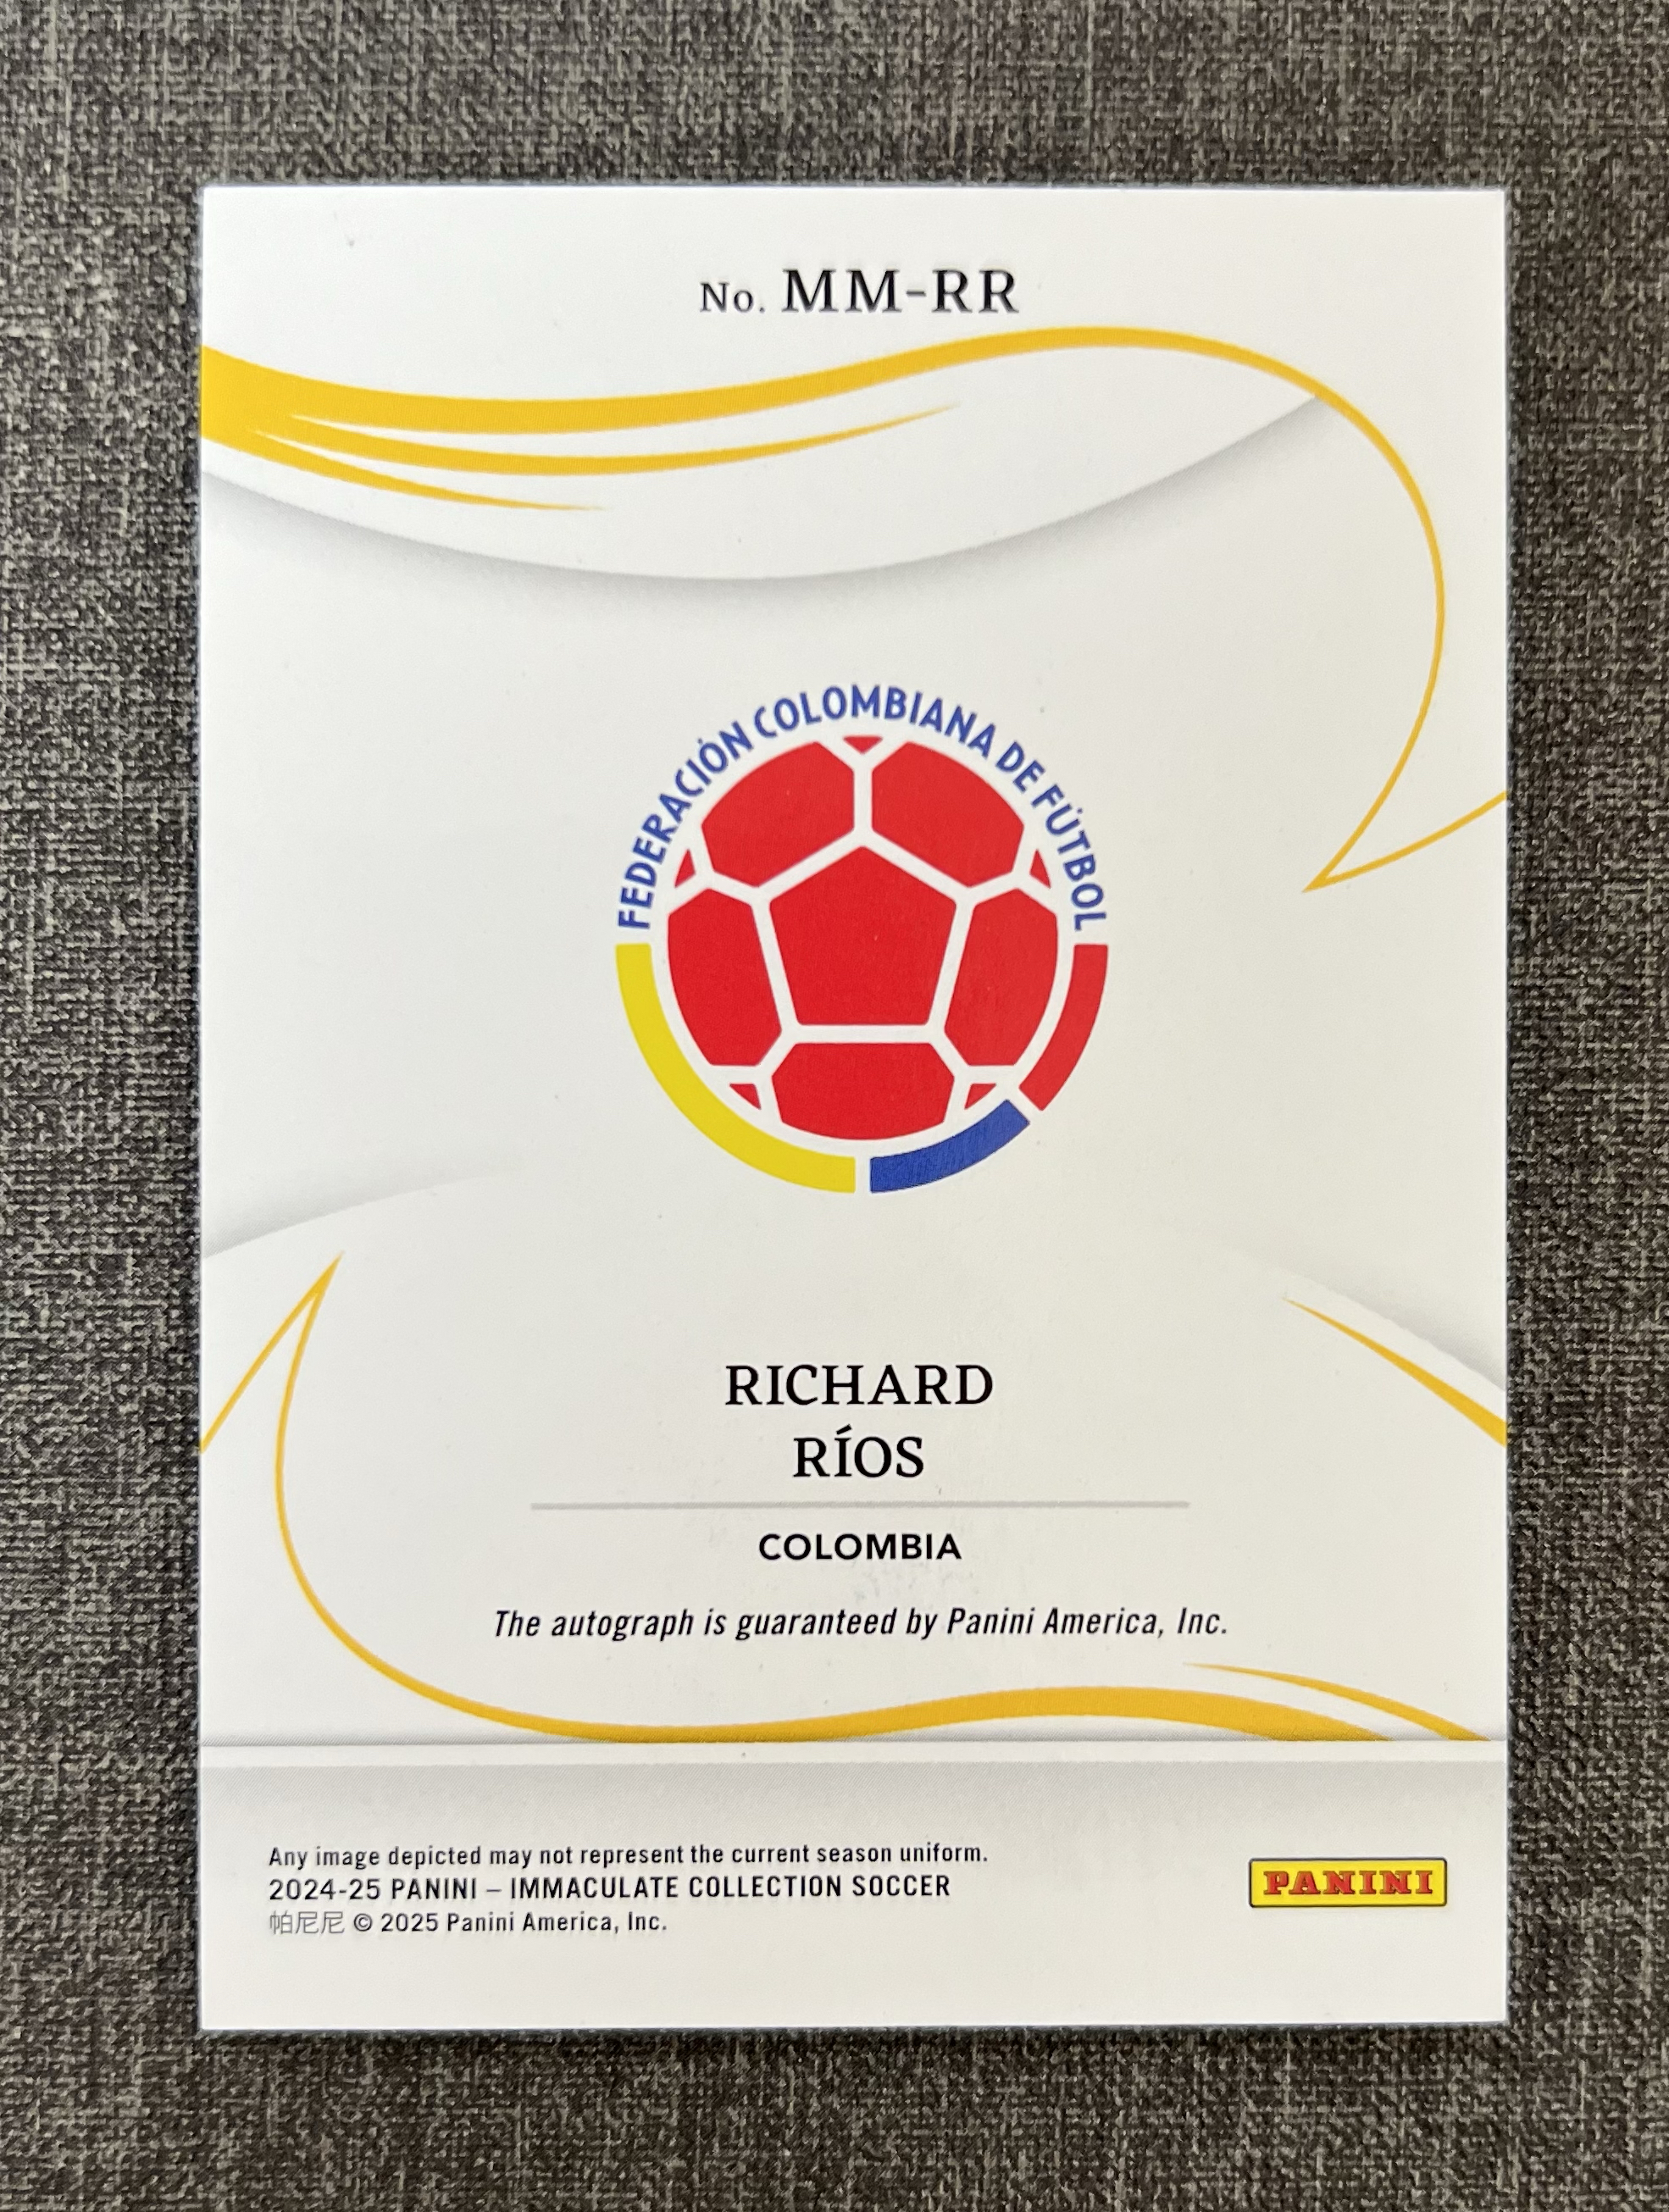 No. MM-RR
FEDERACIÓN COLOMBIANA DE FÚTBOL
RICHARD
RÍOS
COLOMBIA
The autograph is guaranteed by Panini America, Inc.
Any image depicted may not represent the current season uniform.
2024-25 PANINI – IMMACULATE COLLECTION SOCCER
帕尼尼 © 2025 Panini America, Inc.
PANINI